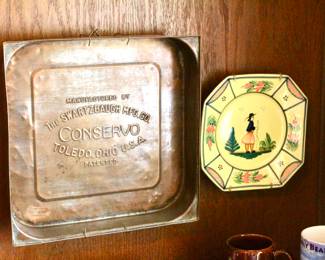 MANUFACTURED BY
THE SWARTZBAUGH MFG. CO.
CONSERVO
TOLEDO, OHIO U.S.A.
PATENTED